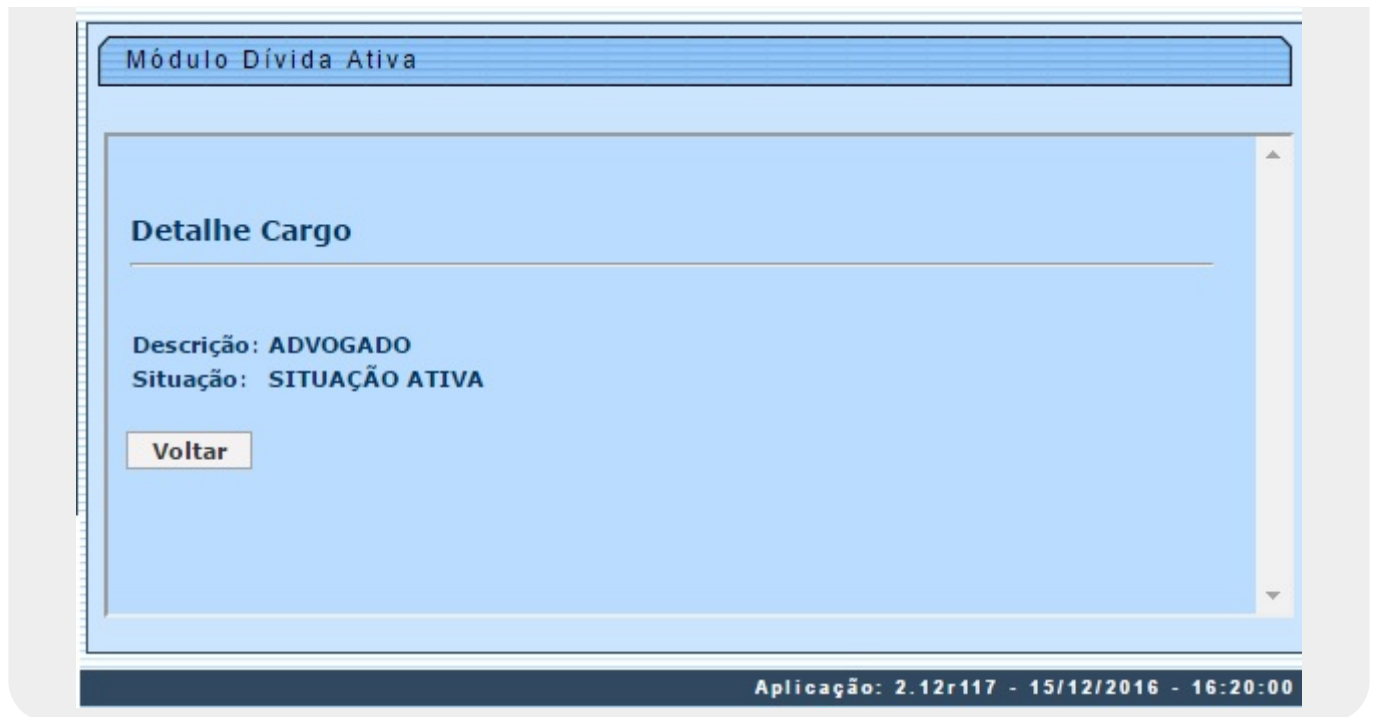 Módulo Dívida Ativa
Detalhe Cargo
Descrição: ADVOGADO
Situação: SITUAÇÃO ATIVA
Voltar
Aplicação: 2.12r117 - 15/12/2016 - 16:20:00